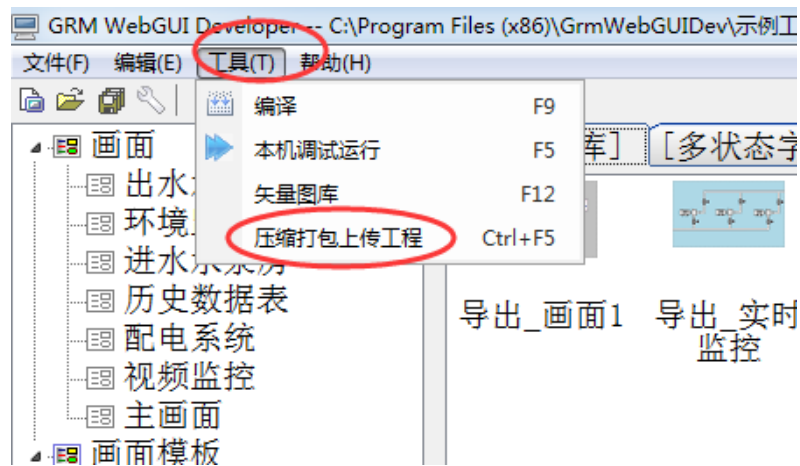 GRM WebGUI Developer -- C:\Program Files (x86)\GrmWebGUIDev\示例工
文件(F) 编辑(E) 工具(T) 帮助(H)
编译 F9
本机调试运行 F5
矢量图库 F12
压缩打包上传工程 Ctrl+F5
库] [多状态字
画面
出水
环境
进水水泵房
历史数据表
配电系统
视频监控
主画面
画面模板
导出_画面1 导出_实时
监控